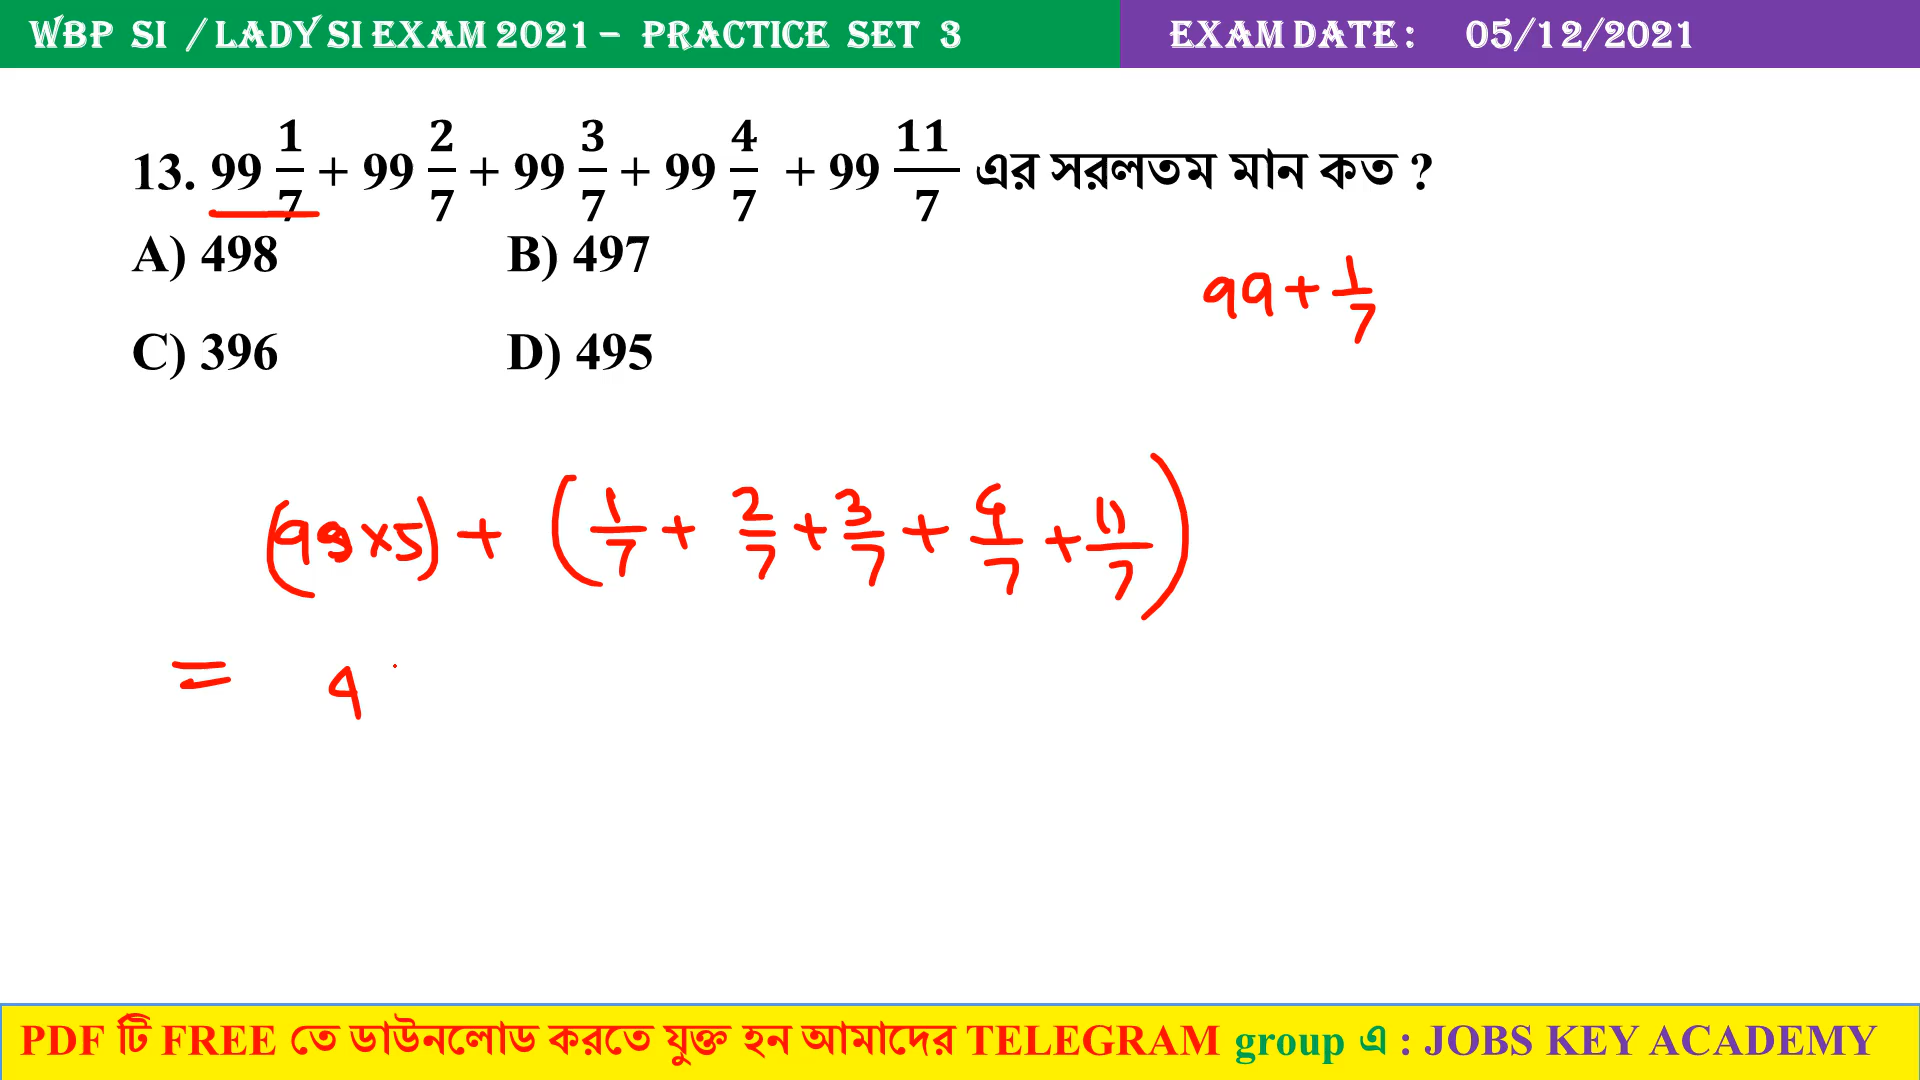 WBP SI / LADY SI EXAM 2021 – PRACTICE SET 3
EXAM DATE : 05/12/2021
13. 99 1/7 + 99 2/7 + 99 3/7 + 99 4/7 + 99 11/7 এর সরলতম মান কত ?
A) 498 B) 497
99 + 1/7
C) 396 D) 495
(99×5) + (1/7 + 2/7 + 3/7 + 4/7 + 11/7)
= 4
PDF টি FREE তে ডাউনলোড করতে যুক্ত হন আমাদের TELEGRAM group এ : JOBS KEY ACADEMY